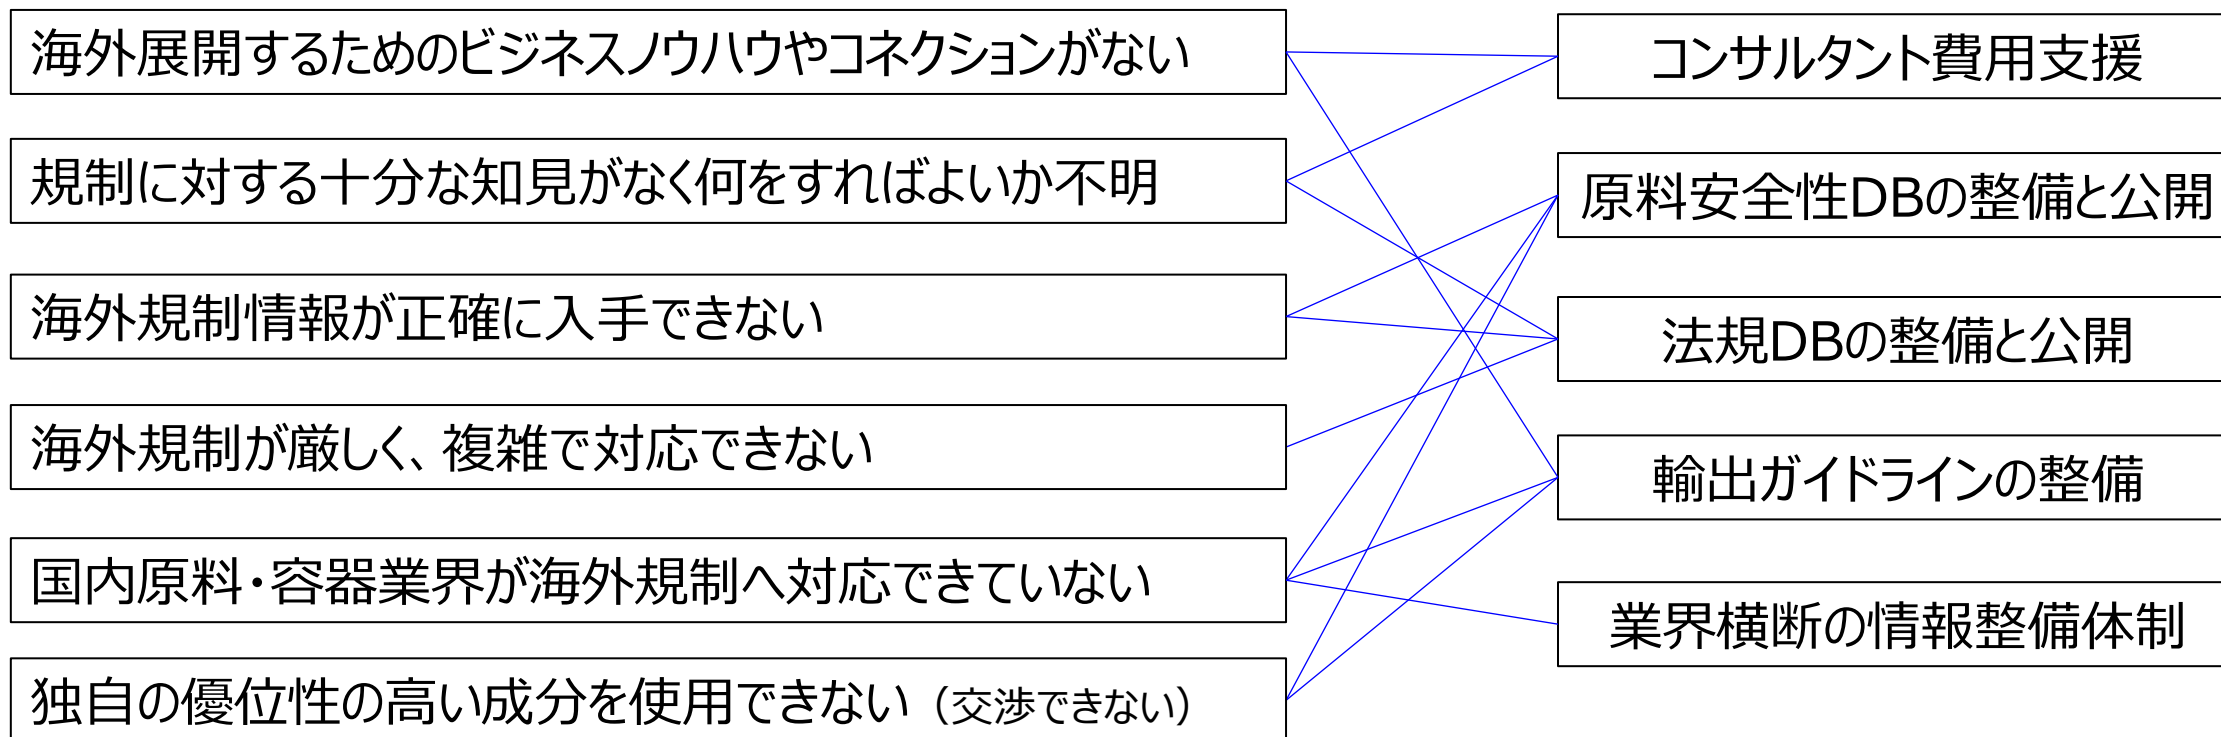 海外展開するためのビジネスノウハウやコネクションがない
規制に対する十分な知見がなく何をすればよいか不明
海外規制情報が正確に入手できない
海外規制が厳しく、複雑で対応できない
国内原料・容器業界が海外規制へ対応できていない
独自の優位性の高い成分を使用できない（交渉できない）
コンサルタント費用支援
原料安全性DBの整備と公開
法規DBの整備と公開
輸出ガイドラインの整備
業界横断の情報整備体制